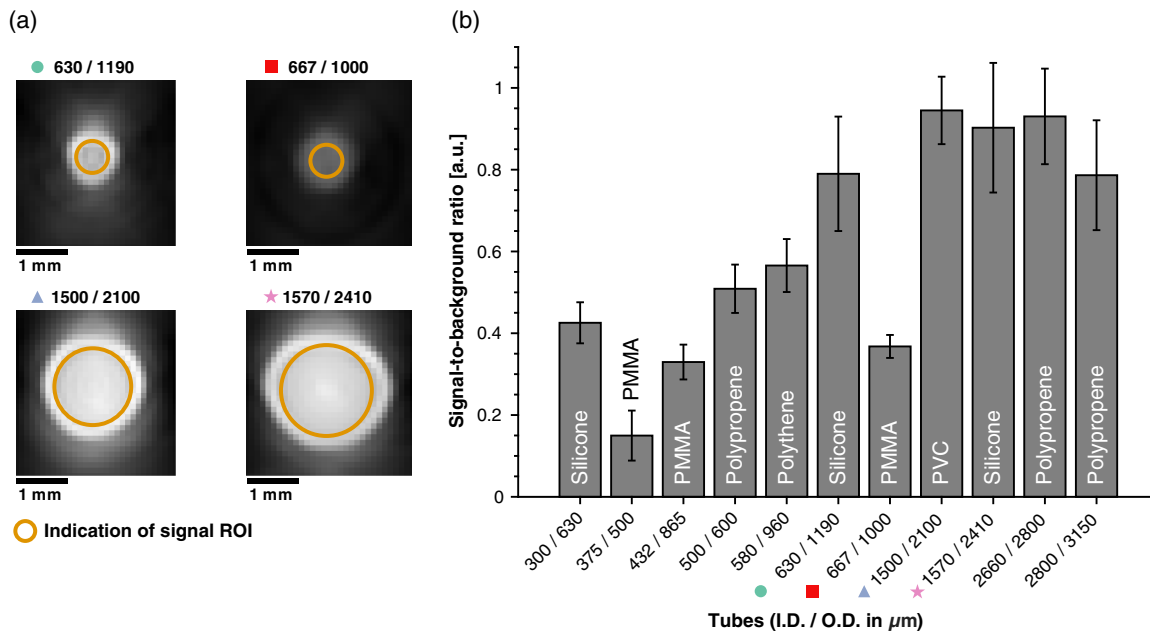 (a)
630 / 1190
667 / 1000
1 mm
1 mm
1500 / 2100
1570 / 2410
1 mm
1 mm
Indication of signal ROI
(b)
Signal-to-background ratio [a.u.]
1
0.8
0.6
0.4
0.2
0
Silicone
PMMA
PMMA
Polypropene
Polythene
Silicone
PMMA
PVC
Silicone
Polypropene
Polypropene
300 / 630
375 / 500
432 / 865
500 / 600
580 / 960
630 / 1190
667 / 1000
1500 / 2100
1570 / 2410
2660 / 2800
2800 / 3150
Tubes (I.D. / O.D. in µm)